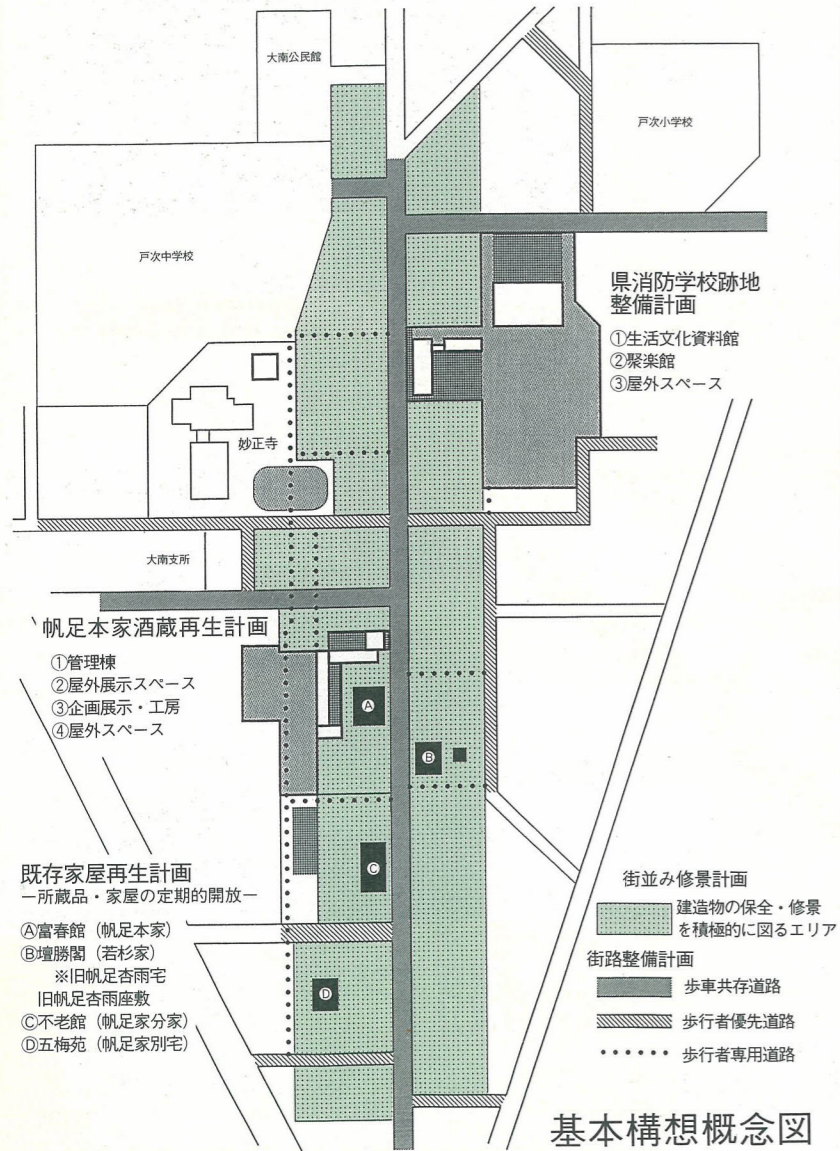 大南公民館
戸次小学校
戸次中学校
県消防学校跡地
整備計画
①生活文化資料館
②聚楽館
③屋外スペース
妙正寺
大南支所
帆足本家酒蔵再生計画
①管理棟
②屋外展示スペース
③企画展示・工房
④屋外スペース
Ⓐ
Ⓑ
Ⓒ
Ⓓ
既存家屋再生計画
―所蔵品・家屋の定期的開放―
Ⓐ富春館（帆足本家）
Ⓑ壇勝閣（若杉家）
※旧帆足杏雨宅
旧帆足杏雨座敷
Ⓒ不老館（帆足家分家）
Ⓓ五梅苑（帆足家別宅）
街並み修景計画
建造物の保全・修景
を積極的に図るエリア
街路整備計画
歩車共存道路
歩行者優先道路
歩行者専用道路
基本構想概念図